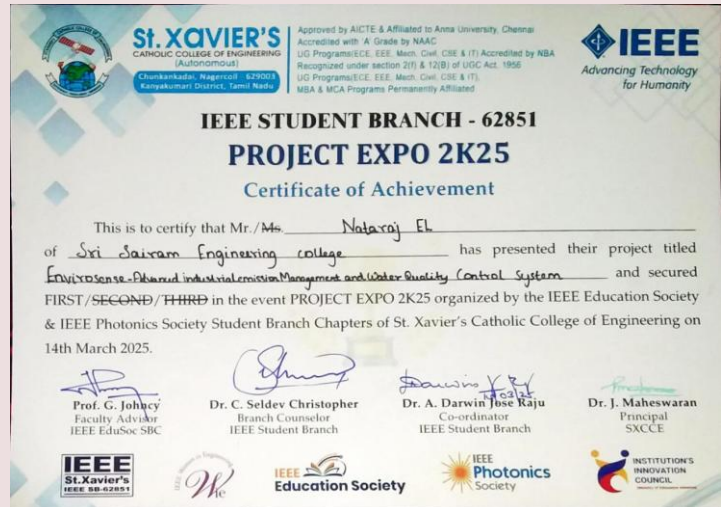 St. XAVIER'S
CATHOLIC COLLEGE OF ENGINEERING
(Autonomous)
Chunkankadai, Nagercoil - 629003
Kanyakumari District, Tamil Nadu
Approved by AICTE & Affiliated to Anna University, Chennai
Accredited with 'A' Grade by NAAC
UG Programs(ECE, EEE, Mech. Civil, CSE & IT) Accredited by NBA
Recognized under section 2(f) & 12(B) of UGC Act. 1956
UG Programs(ECE, EEE, Mech. Civil, CSE & IT),
MBA & MCA Programs Permanently Affiliated
IEEE
Advancing Technology
for Humanity
IEEE STUDENT BRANCH - 62851
PROJECT EXPO 2K25
Certificate of Achievement
This is to certify that Mr./Ms. Nataraj EL
of Sri Sairam Engineering college has presented their project titled
Envirosense-Advanced industrial emission Management and Water Quality Control System and secured
FIRST/SECOND/THIRD in the event PROJECT EXPO 2K25 organized by the IEEE Education Society
& IEEE Photonics Society Student Branch Chapters of St. Xavier's Catholic College of Engineering on
14th March 2025.
Prof. G. Johncy
Faculty Advisor
IEEE EduSoc SBC
Dr. C. Seldev Christopher
Branch Counselor
IEEE Student Branch
Dr. A. Darwin Jose Raju
Co-ordinator
IEEE Student Branch
Dr. J. Maheswaran
Principal
SXCCE
IEEE
St.Xavier's
IEEE SB-62851
IEEE Women in Engineering
WIE
IEEE
Education Society
IEEE
Photonics
Society
INSTITUTION'S
INNOVATION
COUNCIL